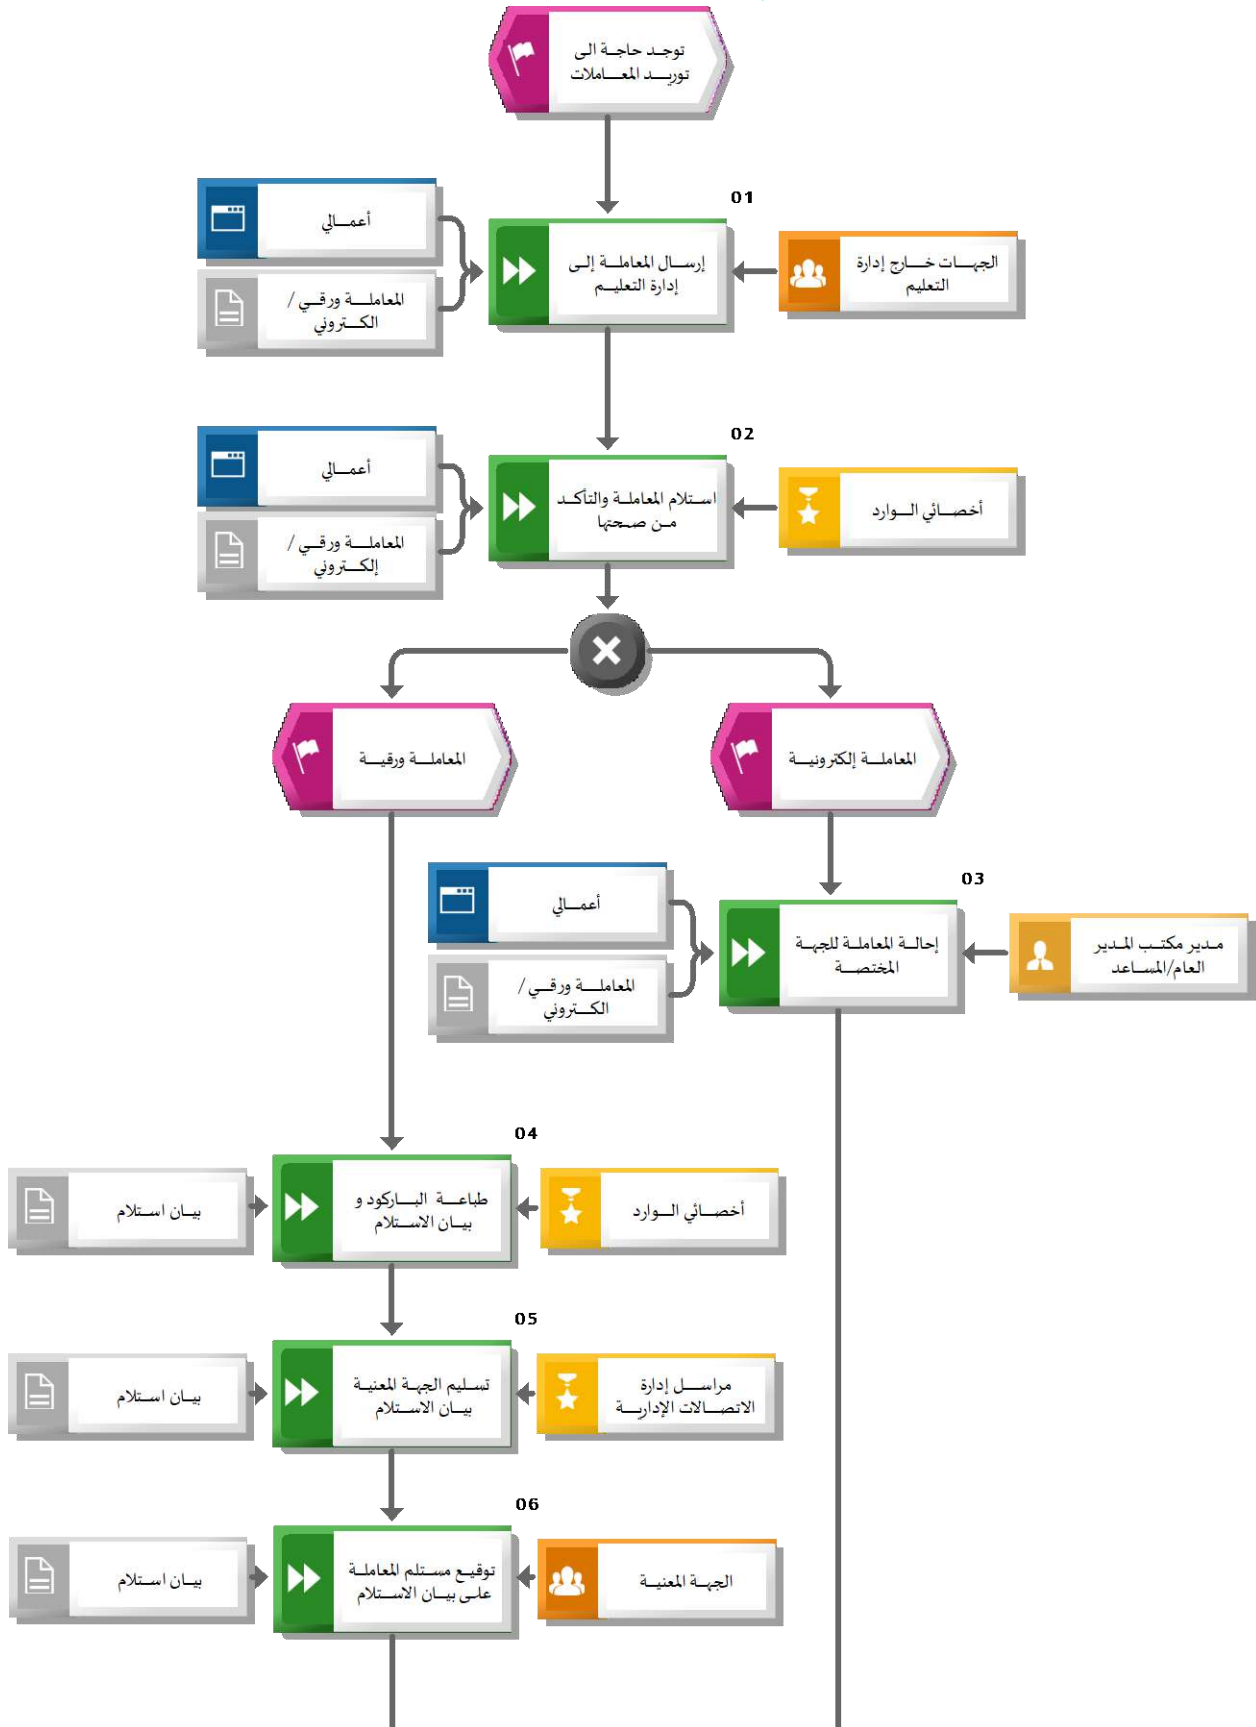 توجد حاجة الى
توريد المعاملات
01
أعمالي
إرسال المعاملة إلى
إدارة التعليم
الجهات خارج إدارة
التعليم
المعاملة ورقي /
الكتروني
02
أعمالي
استلام المعاملة والتأكد
من صحتها
أخصائي الوارد
المعاملة ورقي /
إلكتروني
المعاملة إلكترونية
المعاملة ورقية
03
أعمالي
إحالة المعاملة للجهة
المختصة
مدير مكتب المدير
العام/المساعد
المعاملة ورقي /
الكتروني
04
أخصائي الوارد
طباعة الباركود و
بيان الاستلام
بيان استلام
05
مراسل إدارة
الاتصالات الإدارية
تسليم الجهة المعنية
بيان الاستلام
بيان استلام
06
الجهة المعنية
توقيع مستلم المعاملة
على بيان الاستلام
بيان استلام